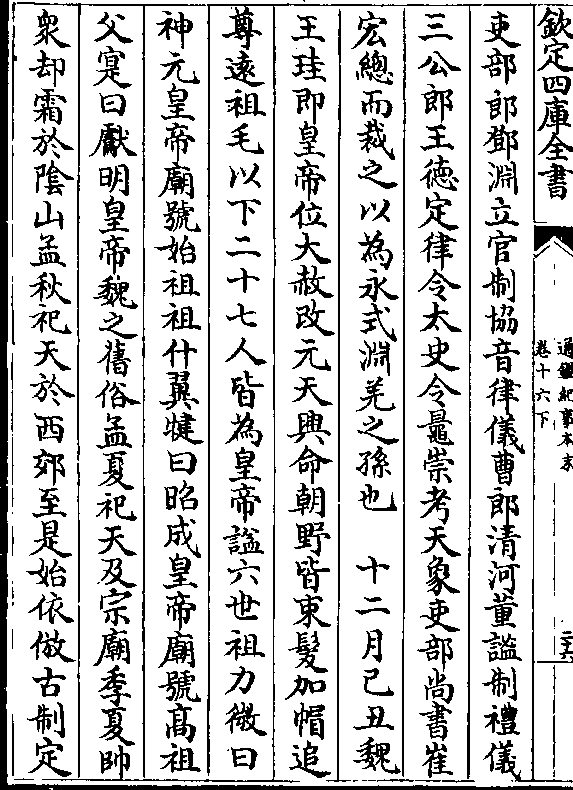 欽定四庫全書
通鑑紀事本末
卷十六下
吏部郎鄧淵立官制協音律儀曹郎清河董謐制禮儀
三公郎王德定律令太史令鼂崇考天象吏部尚書崔
宏總而裁之以為永式淵羌之孫也　十二月己丑魏
王珪即皇帝位大赦改元天興命朝野皆束髮加帽追
尊遠祖毛以下二十七人皆為皇帝諡六世祖力微曰
神元皇帝廟號始祖祖什翼犍曰昭成皇帝廟號高祖
父寔曰獻明皇帝魏之舊俗孟夏祀天及宗廟季夏帥
衆却霜於陰山孟秋祀天於西郊至是始依倣古制定